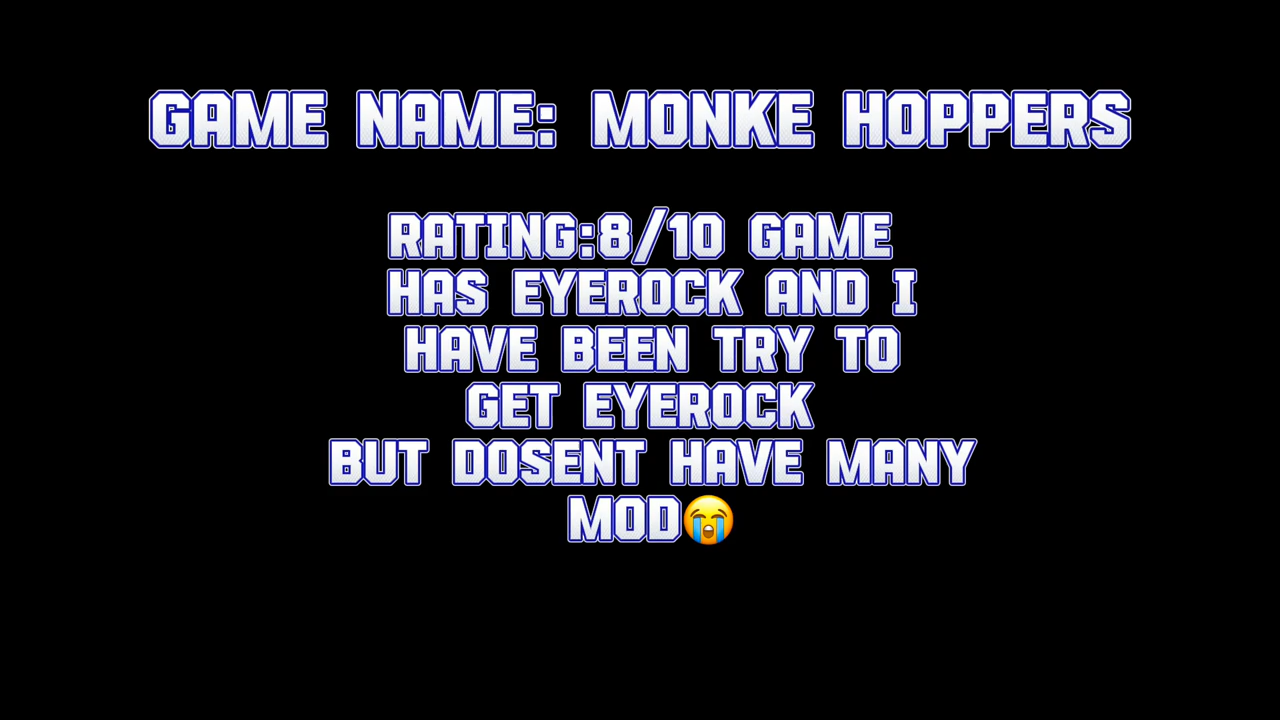 GAME NAME: MONKE HOPPERS
RATING:8/10 GAME
HAS EYEROCK AND I
HAVE BEEN TRY TO
GET EYEROCK
BUT DOSENT HAVE MANY
MOD😭